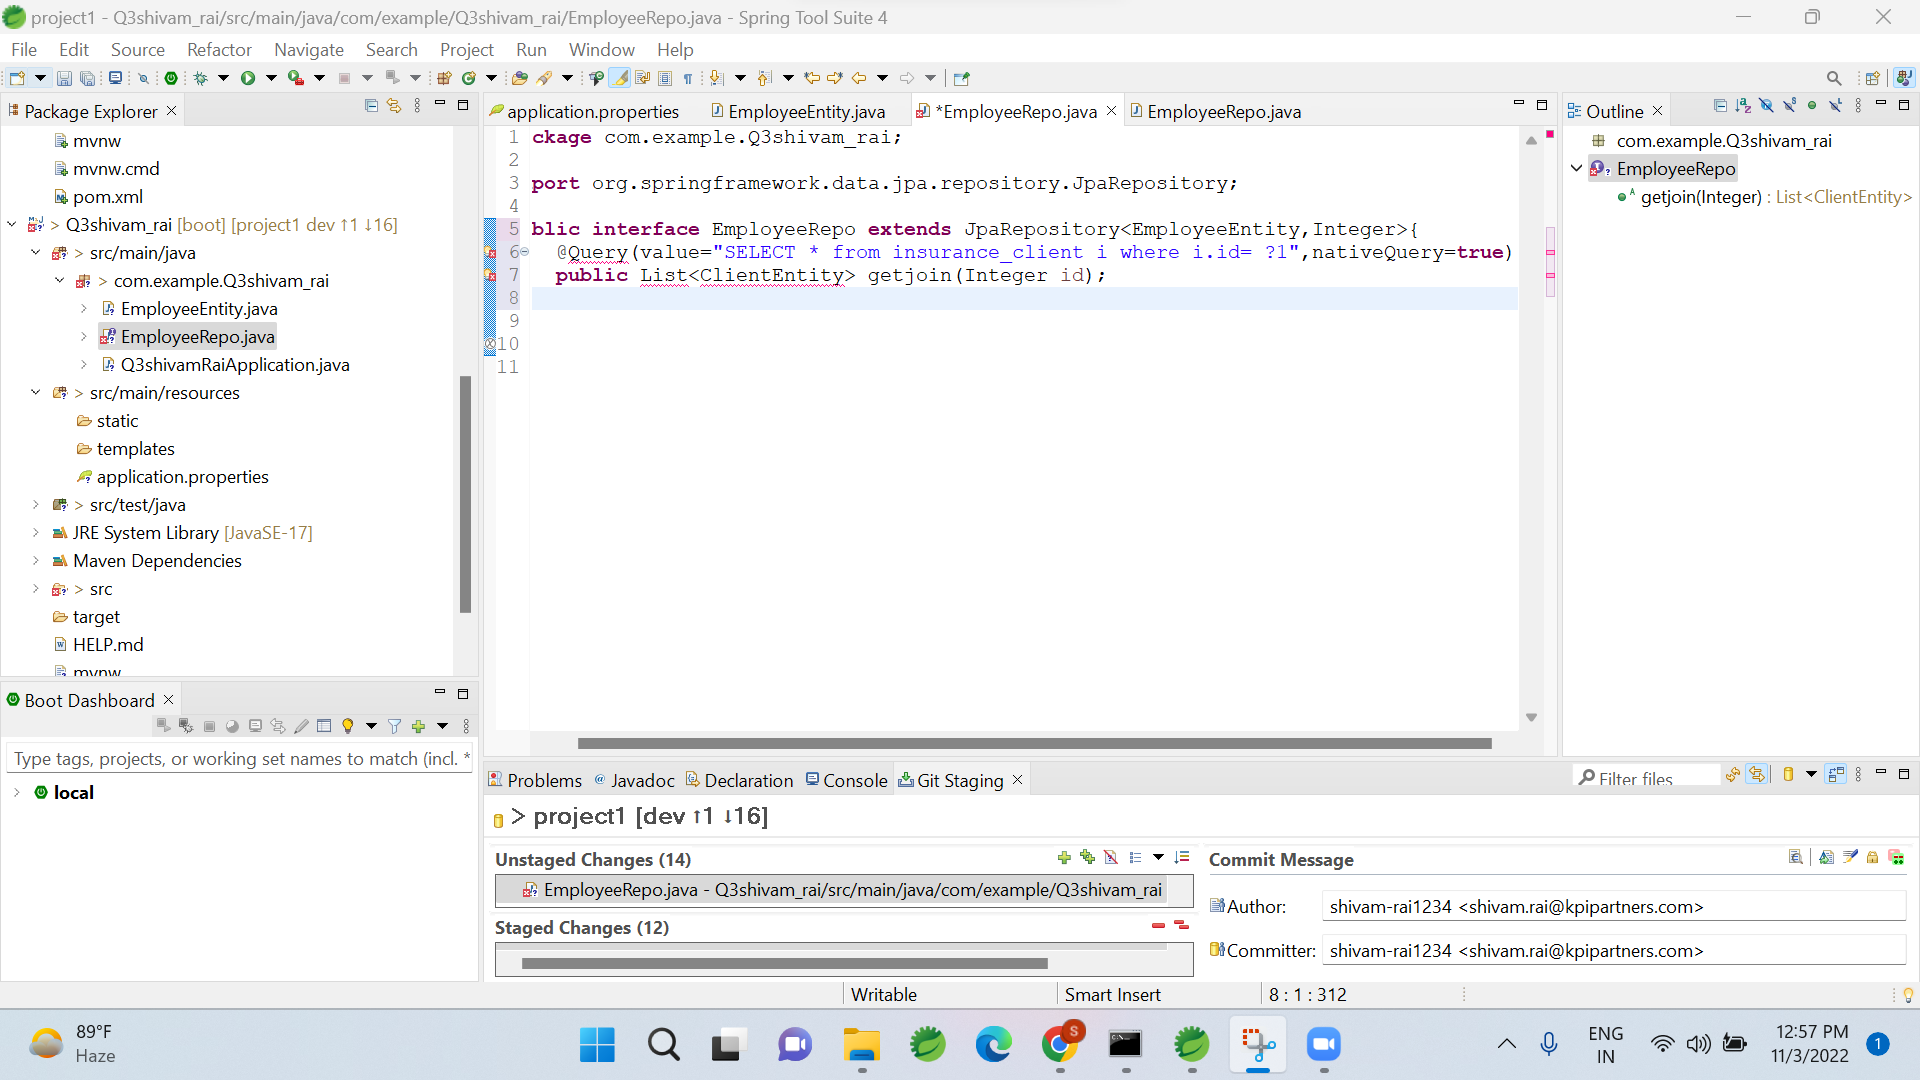 project1 - Q3shivam_rai/src/main/java/com/example/Q3shivam_rai/EmployeeRepo.java - Spring Tool Suite 4
File Edit Source Refactor Navigate Search Project Run Window Help
Package Explorer
mvnw
mvnw.cmd
pom.xml
> Q3shivam_rai [boot] [project1 dev ↑1 ↓16]
> src/main/java
> com.example.Q3shivam_rai
EmployeeEntity.java
EmployeeRepo.java
Q3shivamRaiApplication.java
> src/main/resources
static
templates
application.properties
> src/test/java
JRE System Library [JavaSE-17]
Maven Dependencies
> src
target
HELP.md
mvnw
Boot Dashboard
Type tags, projects, or working set names to match (incl. *
local
application.properties EmployeeEntity.java *EmployeeRepo.java EmployeeRepo.java
1 ckage com.example.Q3shivam_rai;
2
3 port org.springframework.data.jpa.repository.JpaRepository;
4
5 blic interface EmployeeRepo extends JpaRepository<EmployeeEntity,Integer>{
6 @Query(value="SELECT * from insurance_client i where i.id= ?1",nativeQuery=true)
7 public List<ClientEntity> getjoin(Integer id);
8
9
10
11
Outline
com.example.Q3shivam_rai
EmployeeRepo
getjoin(Integer) : List<ClientEntity>
Problems @ Javadoc Declaration Console Git Staging
Filter files
> project1 [dev ↑1 ↓16]
Unstaged Changes (14)
EmployeeRepo.java - Q3shivam_rai/src/main/java/com/example/Q3shivam_rai
Staged Changes (12)
Commit Message
Author: shivam-rai1234 <shivam.rai@kpipartners.com>
Committer: shivam-rai1234 <shivam.rai@kpipartners.com>
Writable Smart Insert 8 : 1 : 312
89°F
Haze
S
ENG
IN
12:57 PM
11/3/2022
1